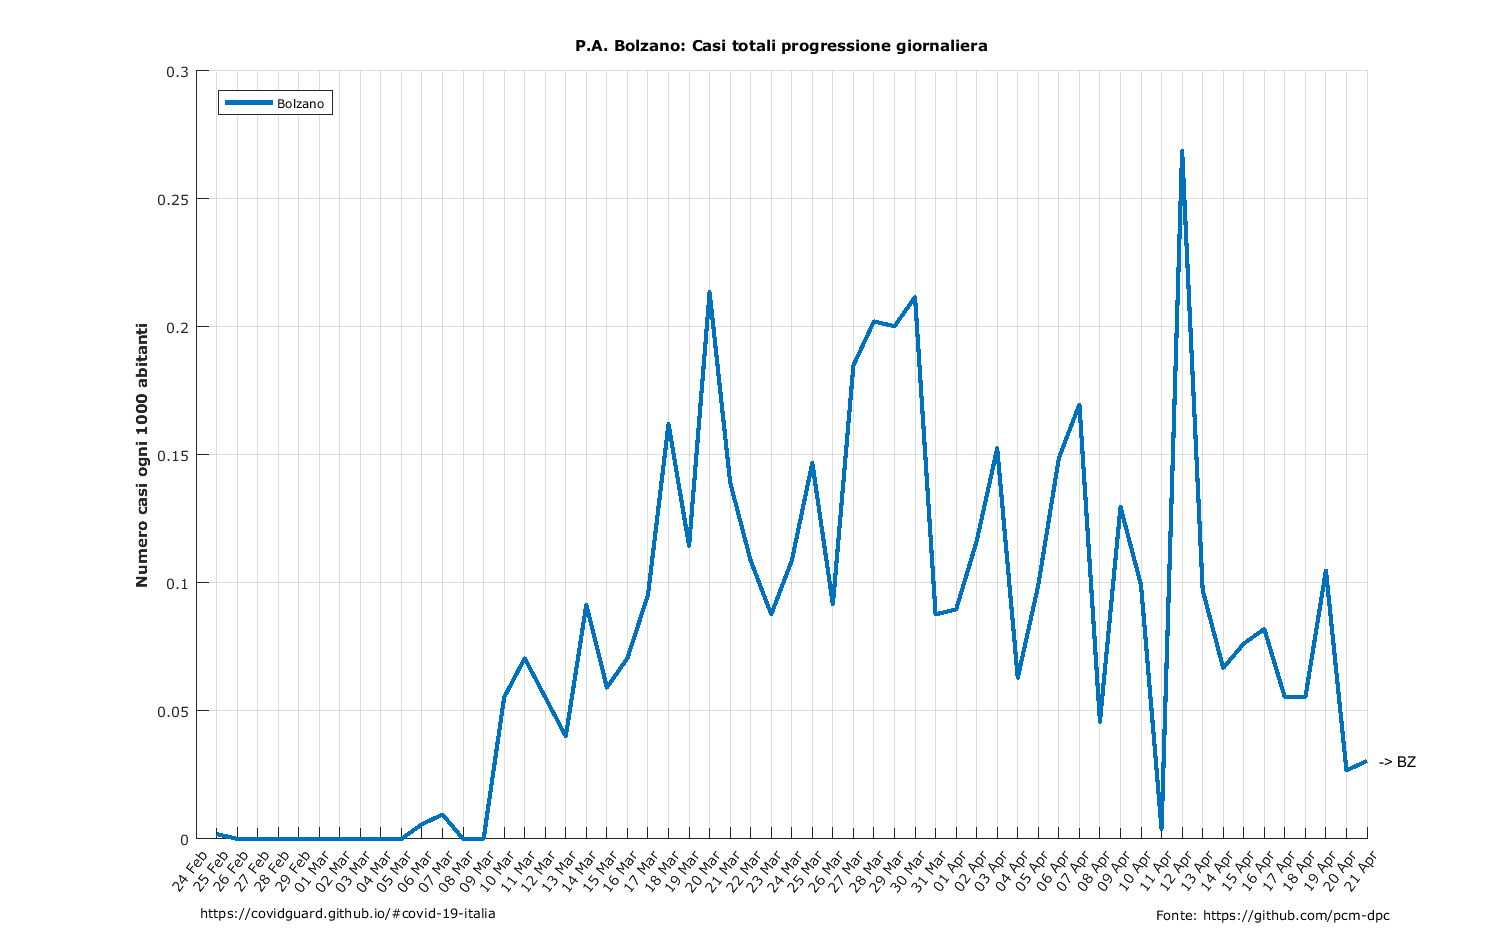 P.A. Bolzano: Casi totali progressione giornaliera
0.3
Bolzano
0.25
0.2
0.15
0.1
0.05
0
Numero casi ogni 1000 abitanti
-> BZ
24 Feb
25 Feb
26 Feb
27 Feb
28 Feb
29 Feb
01 Mar
02 Mar
03 Mar
04 Mar
05 Mar
06 Mar
07 Mar
08 Mar
09 Mar
10 Mar
11 Mar
12 Mar
13 Mar
14 Mar
15 Mar
16 Mar
17 Mar
18 Mar
19 Mar
20 Mar
21 Mar
22 Mar
23 Mar
24 Mar
25 Mar
26 Mar
27 Mar
28 Mar
29 Mar
30 Mar
31 Mar
01 Apr
02 Apr
03 Apr
04 Apr
05 Apr
06 Apr
07 Apr
08 Apr
09 Apr
10 Apr
11 Apr
12 Apr
13 Apr
14 Apr
15 Apr
16 Apr
17 Apr
18 Apr
19 Apr
20 Apr
21 Apr
https://covidguard.github.io/#covid-19-italia
Fonte: https://github.com/pcm-dpc